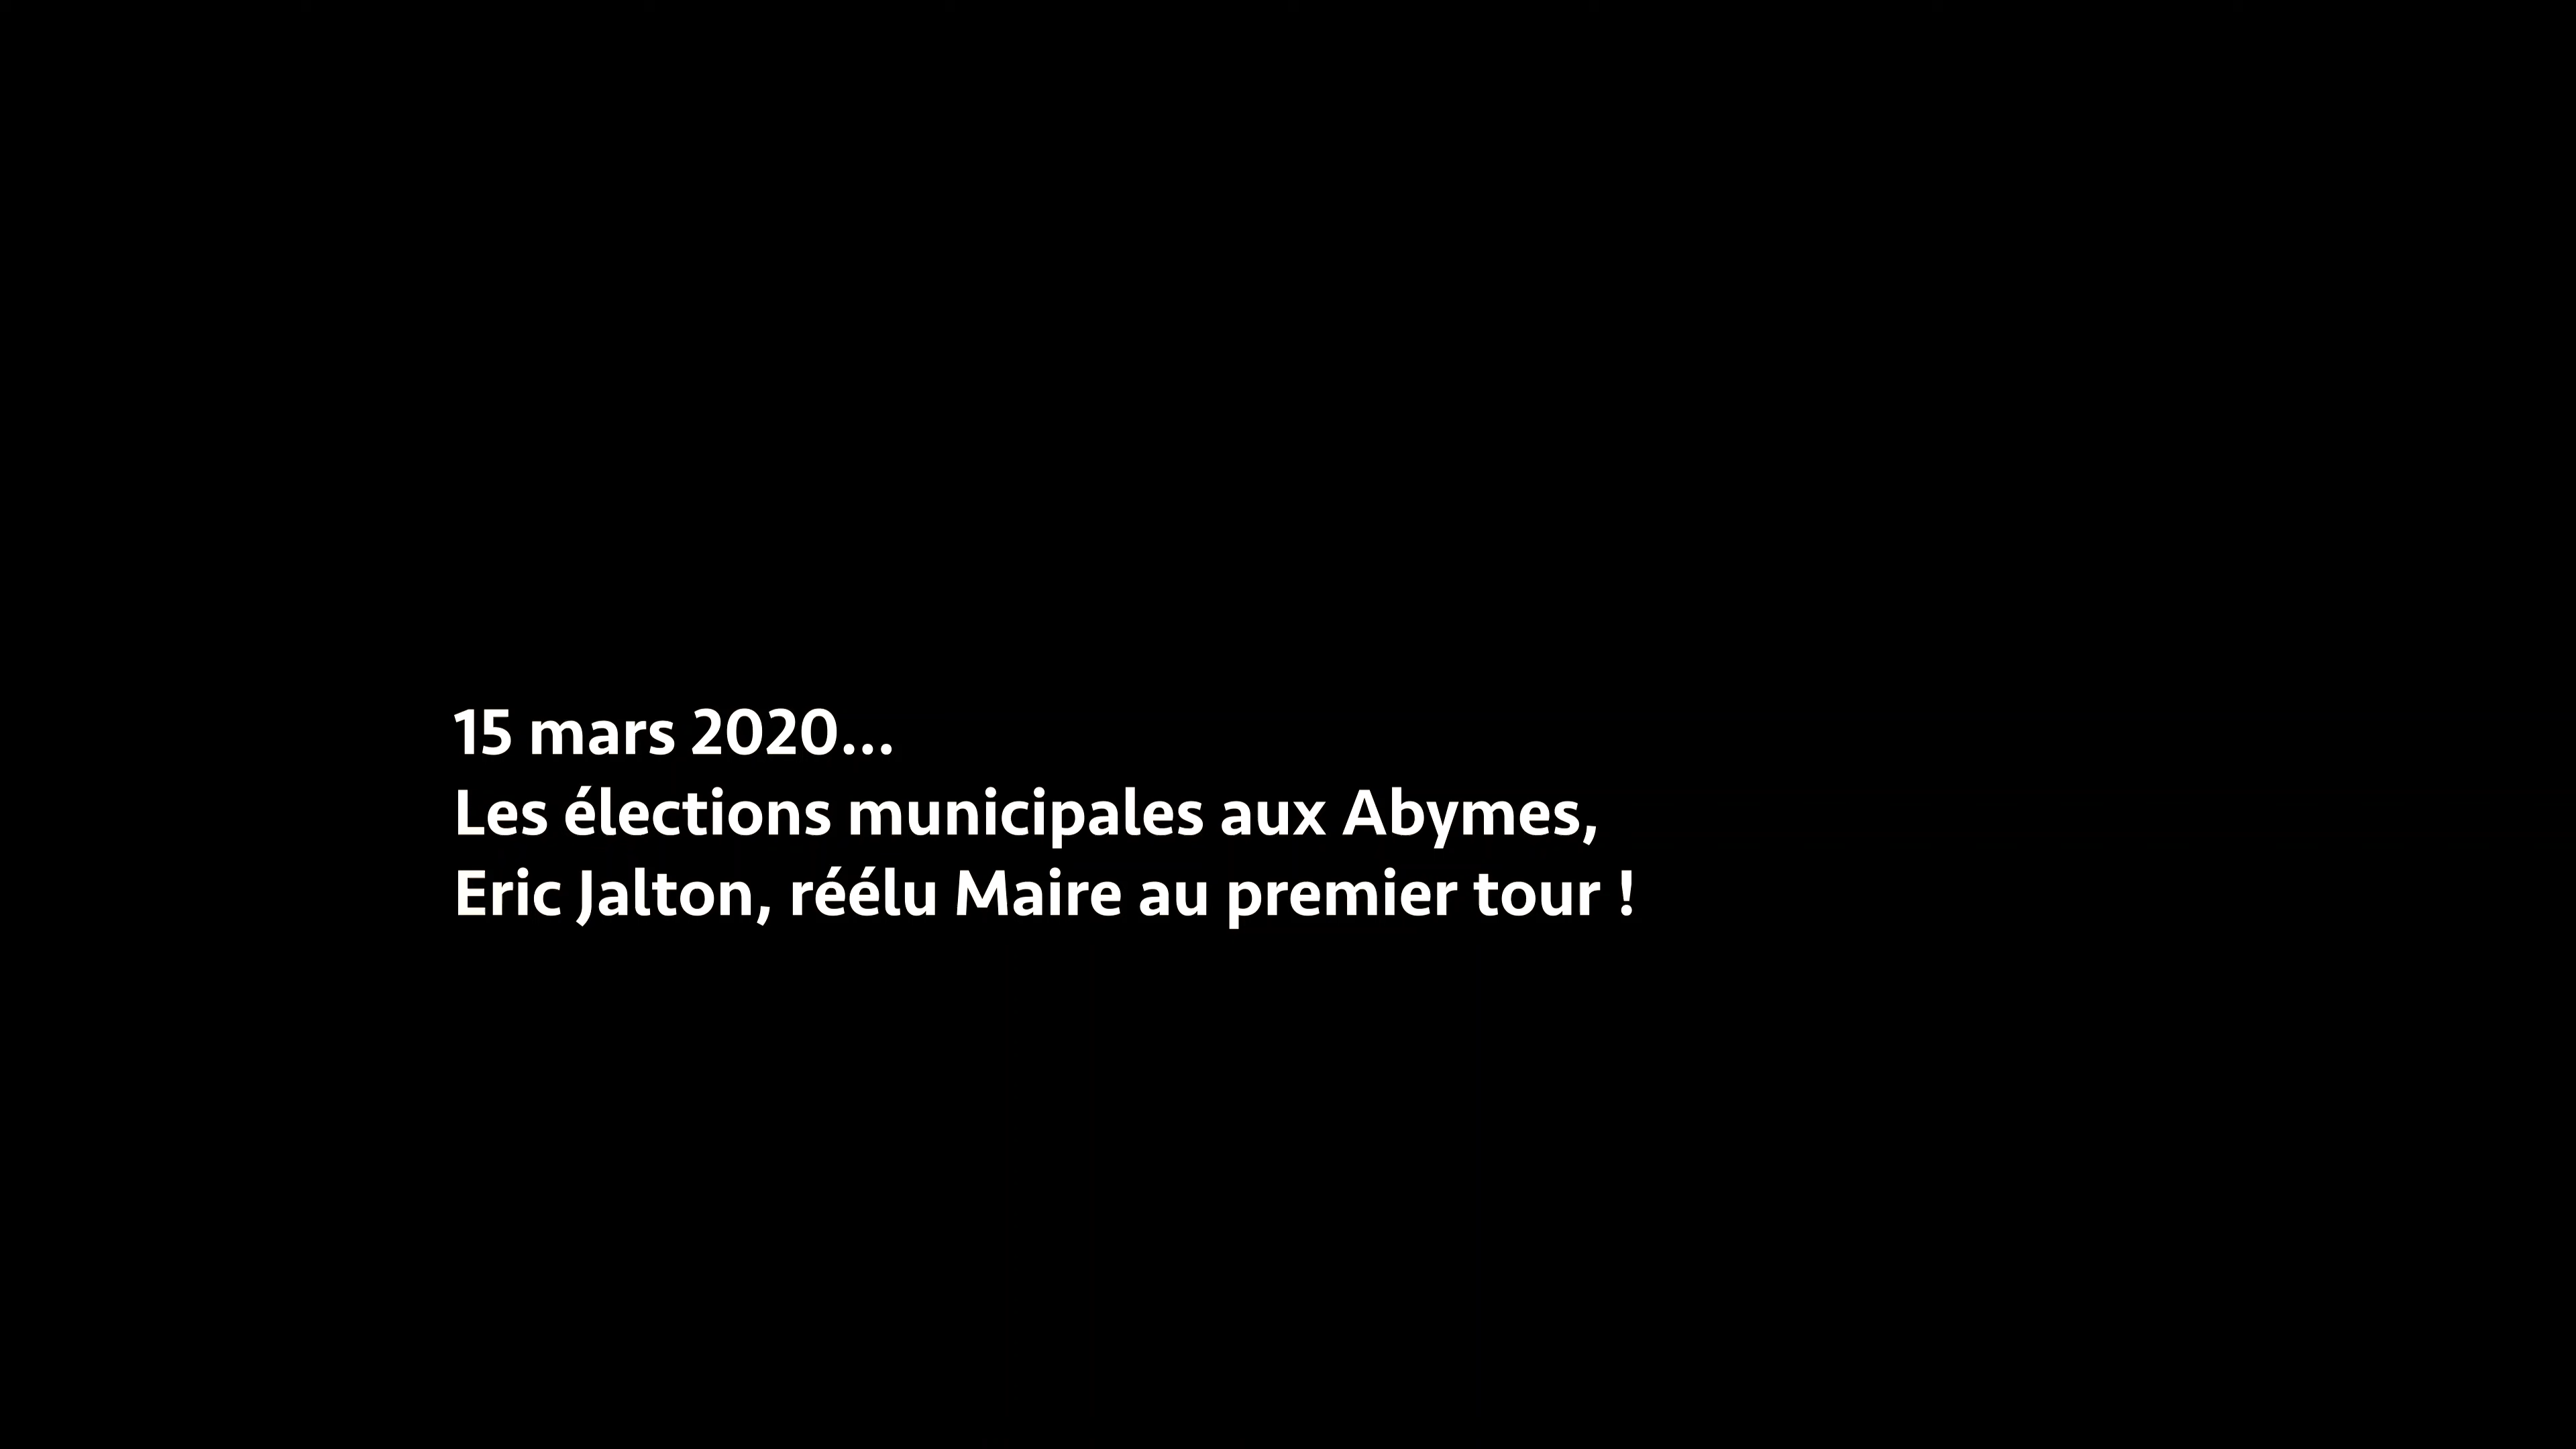 15 mars 2020...
Les élections municipales aux Abymes,
Eric Jalton, réélu Maire au premier tour !